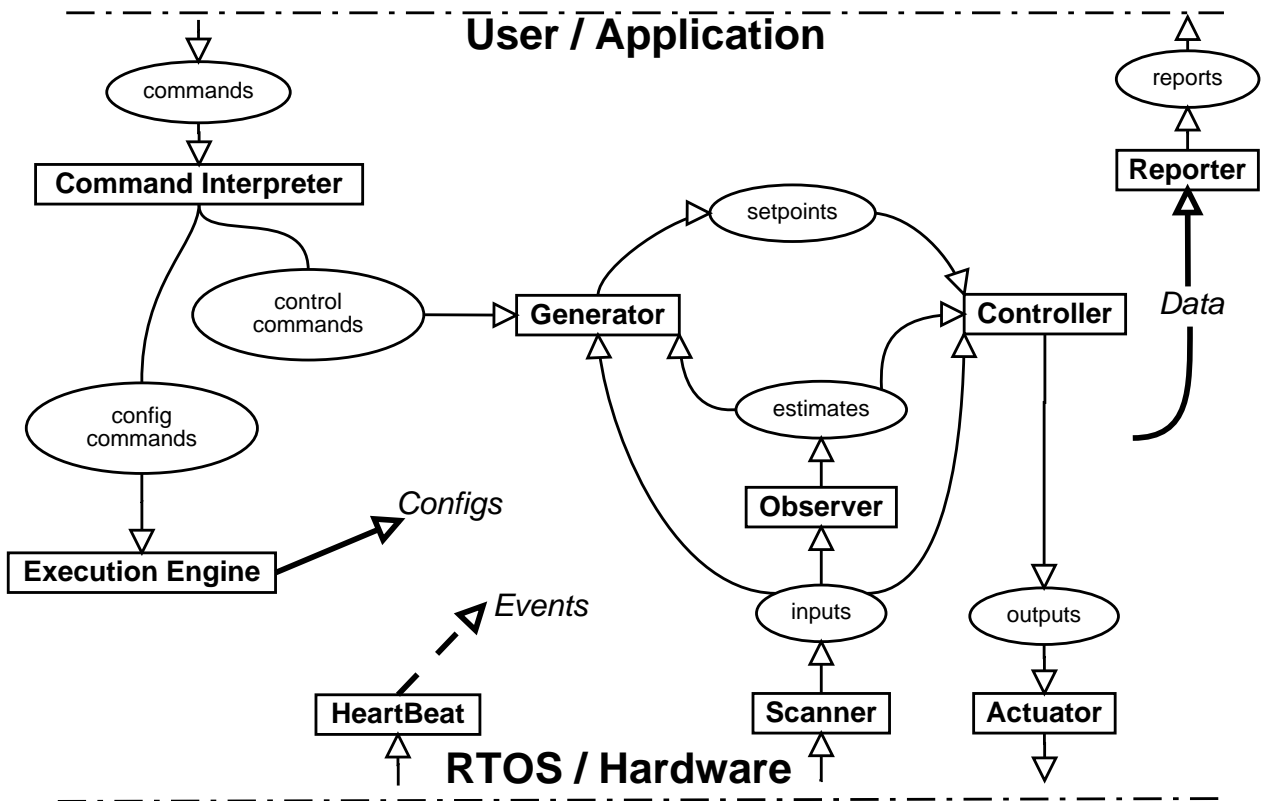 User / Application
commands
reports
Command Interpreter
Reporter
setpoints
control
commands
Generator
Controller
Data
config
commands
estimates
Observer
Configs
Execution Engine
Events
inputs
outputs
HeartBeat
Scanner
Actuator
RTOS / Hardware